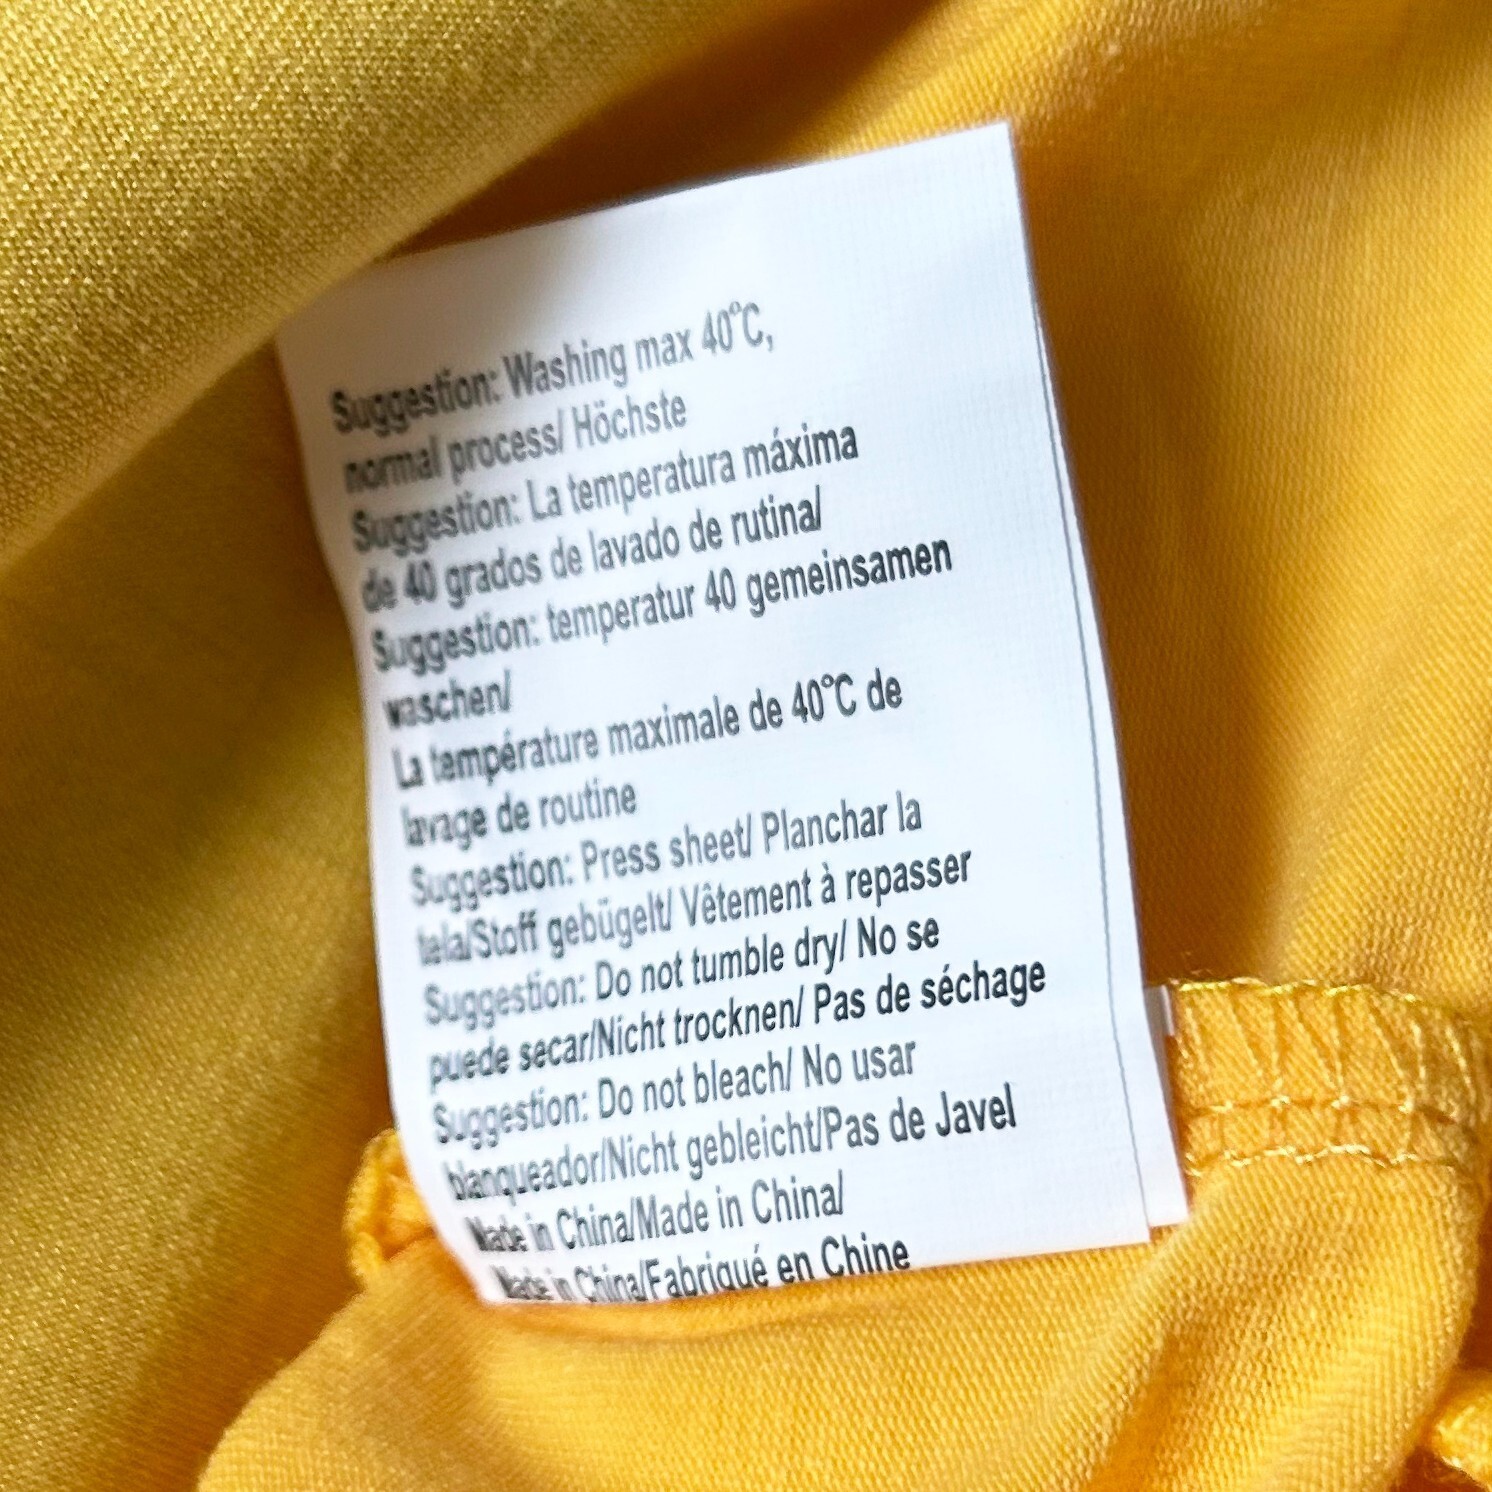 Suggestion: Washing max 40°C,
normal process/ Höchste
Suggestion: La temperatura máxima
de 40 grados de lavado de rutina/
Suggestion: temperatur 40 gemeinsamen
waschen/
La température maximale de 40°C de
lavage de routine
Suggestion: Press sheet/ Planchar la
tela/Stoff gebügelt/ Vêtement à repasser
Suggestion: Do not tumble dry/ No se
puede secar/Nicht trocknen/ Pas de séchage
Suggestion: Do not bleach/ No usar
blanqueador/Nicht gebleicht/Pas de Javel
Made in China/Made in China/
Made in China/Fabriqué en Chine